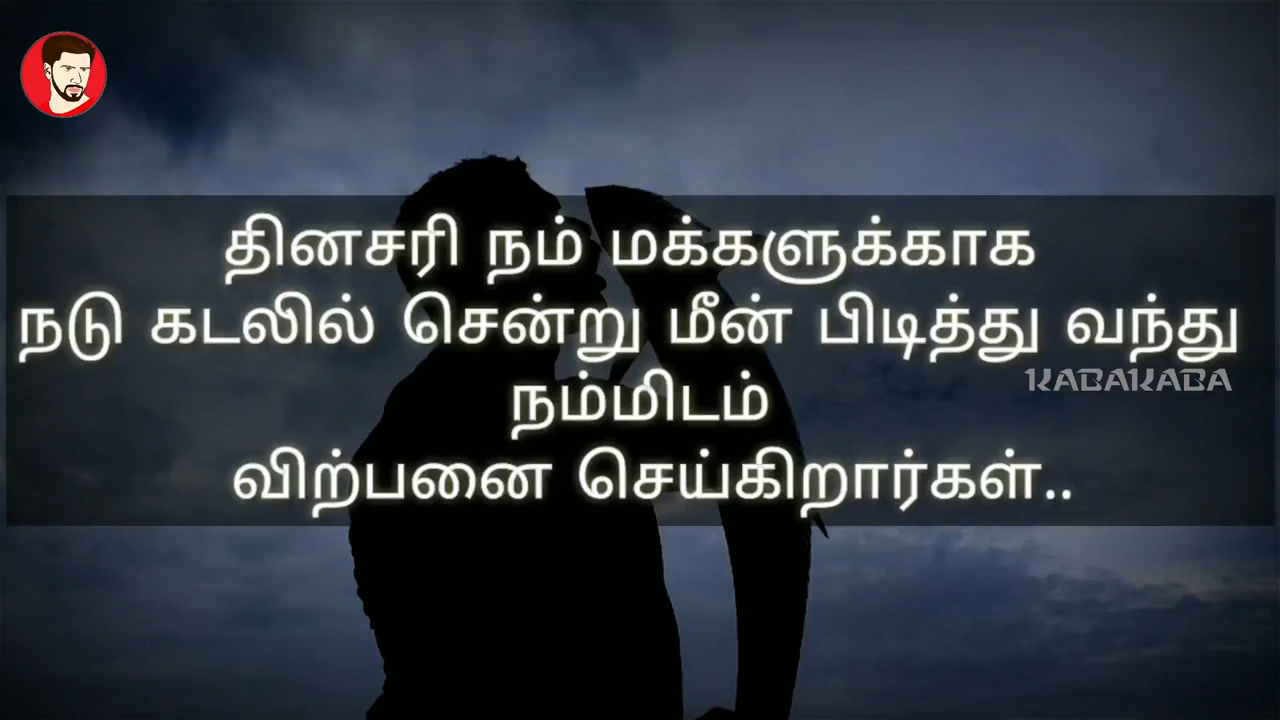 தினசரி நம் மக்களுக்காக
நடு கடலில் சென்று மீன் பிடித்து வந்து
KABAKABA
நம்மிடம்
விற்பனை செய்கிறார்கள்..